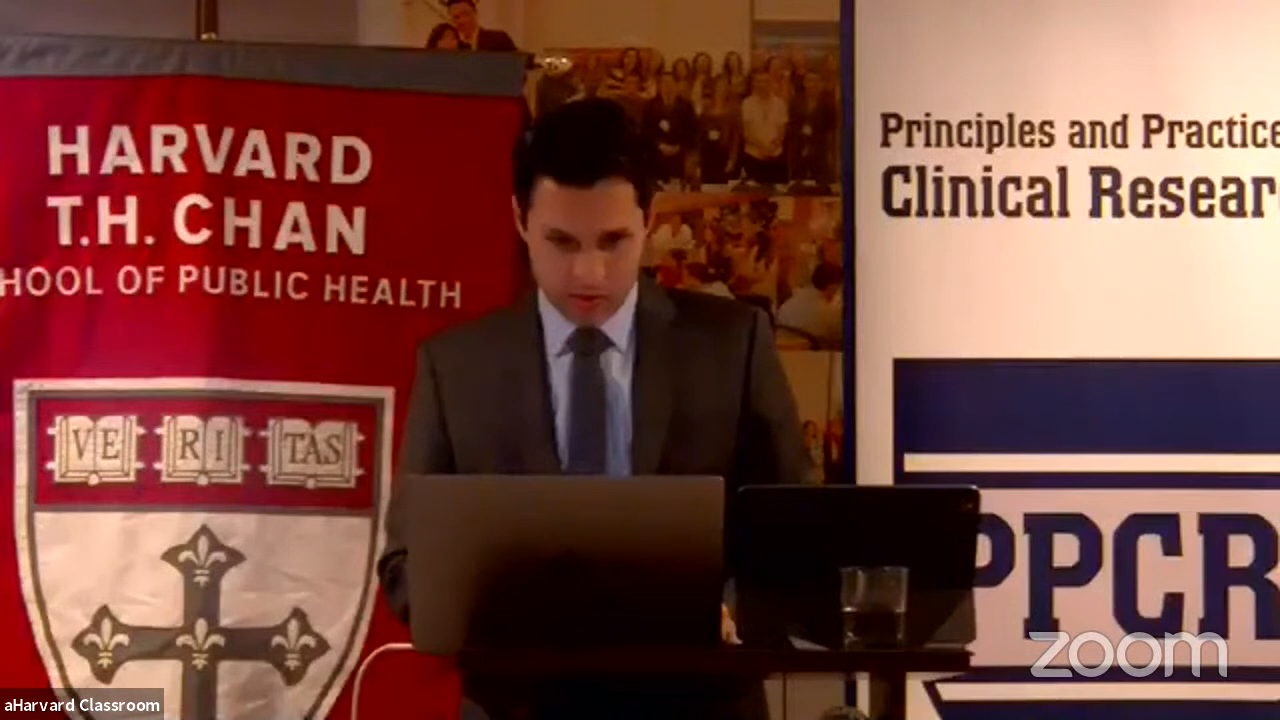 HARVARD
T.H. CHAN
HOOL OF PUBLIC HEALTH
VE RI TAS
Principles and Practice
Clinical Resear
PPCR
zoom
aHarvard Classroom